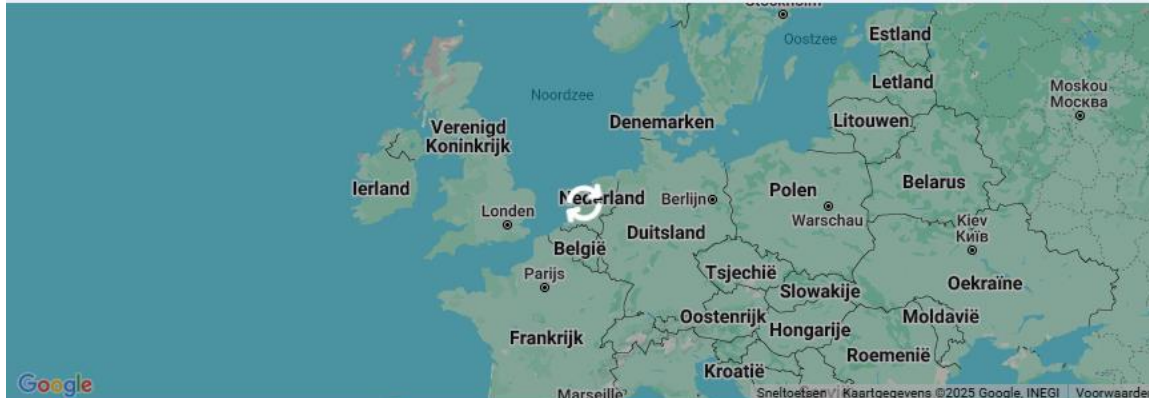 Oostzee
Estland
Letland
Moskou
Москва
Noordzee
Denemarken
Litouwen
Verenigd
Koninkrijk
Ierland
Nederland
Berlijn
Polen
Belarus
Londen
Warschau
Kiev
Київ
Duitsland
België
Parijs
Tsjechië
Slowakije
Oekraïne
Oostenrijk
Moldavië
Frankrijk
Hongarije
Roemenië
Kroatië
Google
Marseille
Sneltoetsen Kaartgegevens ©2025 Google, INEGI Voorwaarden